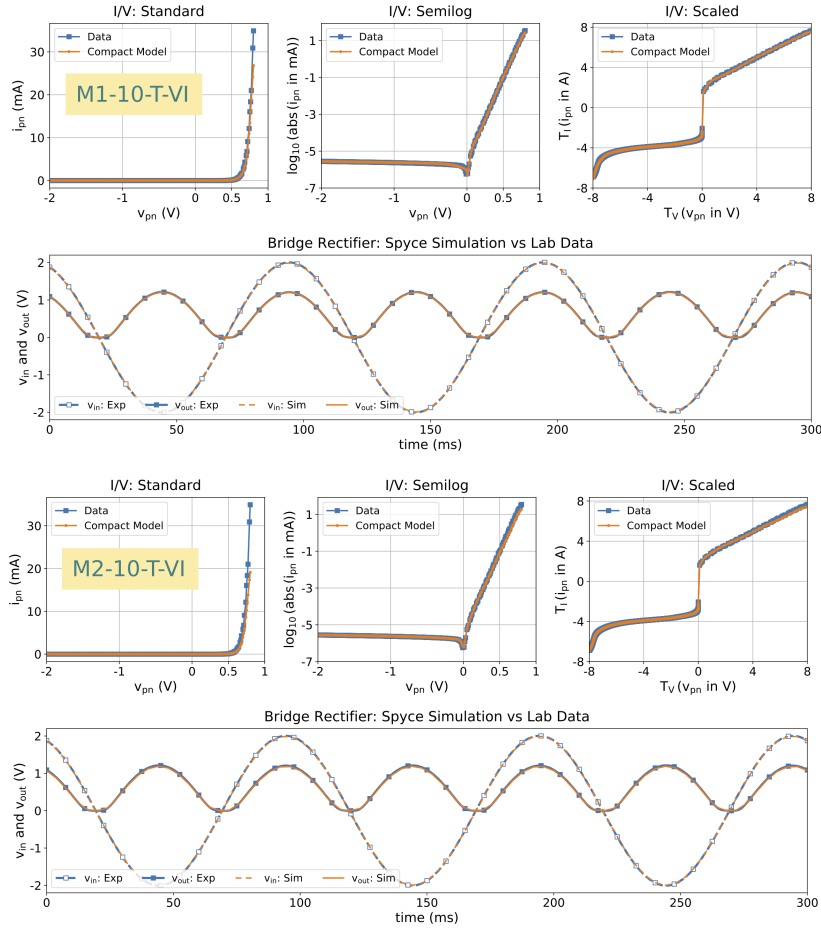 I/V: Standard
I/V: Semilog
I/V: Scaled
Data
Compact Model
M1-10-T-VI
i_pn (mA)
30
20
10
0
-2
-1
0
0.5
1
v_pn (V)
Data
Compact Model
log_10 (abs (i_pn in mA))
1
-1
-3
-5
-7
-2
-1
0
0.5
1
v_pn (V)
Data
Compact Model
T_I (i_pn in A)
8
4
0
-4
-8
-8
-4
0
4
8
T_V (v_pn in V)
Bridge Rectifier: Spyce Simulation vs Lab Data
v_in and v_out (V)
2
1
0
-1
-2
v_in: Exp v_out: Exp v_in: Sim v_out: Sim
0 50 100 150 200 250 300
time (ms)
I/V: Standard
I/V: Semilog
I/V: Scaled
Data
Compact Model
M2-10-T-VI
i_pn (mA)
30
20
10
0
-2
-1
0
0.5
1
v_pn (V)
Data
Compact Model
log_10 (abs (i_pn in mA))
1
-1
-3
-5
-7
-2
-1
0
0.5
1
v_pn (V)
Data
Compact Model
T_I (i_pn in A)
8
4
0
-4
-8
-8
-4
0
4
8
T_V (v_pn in V)
Bridge Rectifier: Spyce Simulation vs Lab Data
v_in and v_out (V)
2
1
0
-1
-2
v_in: Exp v_out: Exp v_in: Sim v_out: Sim
0 50 100 150 200 250 300
time (ms)